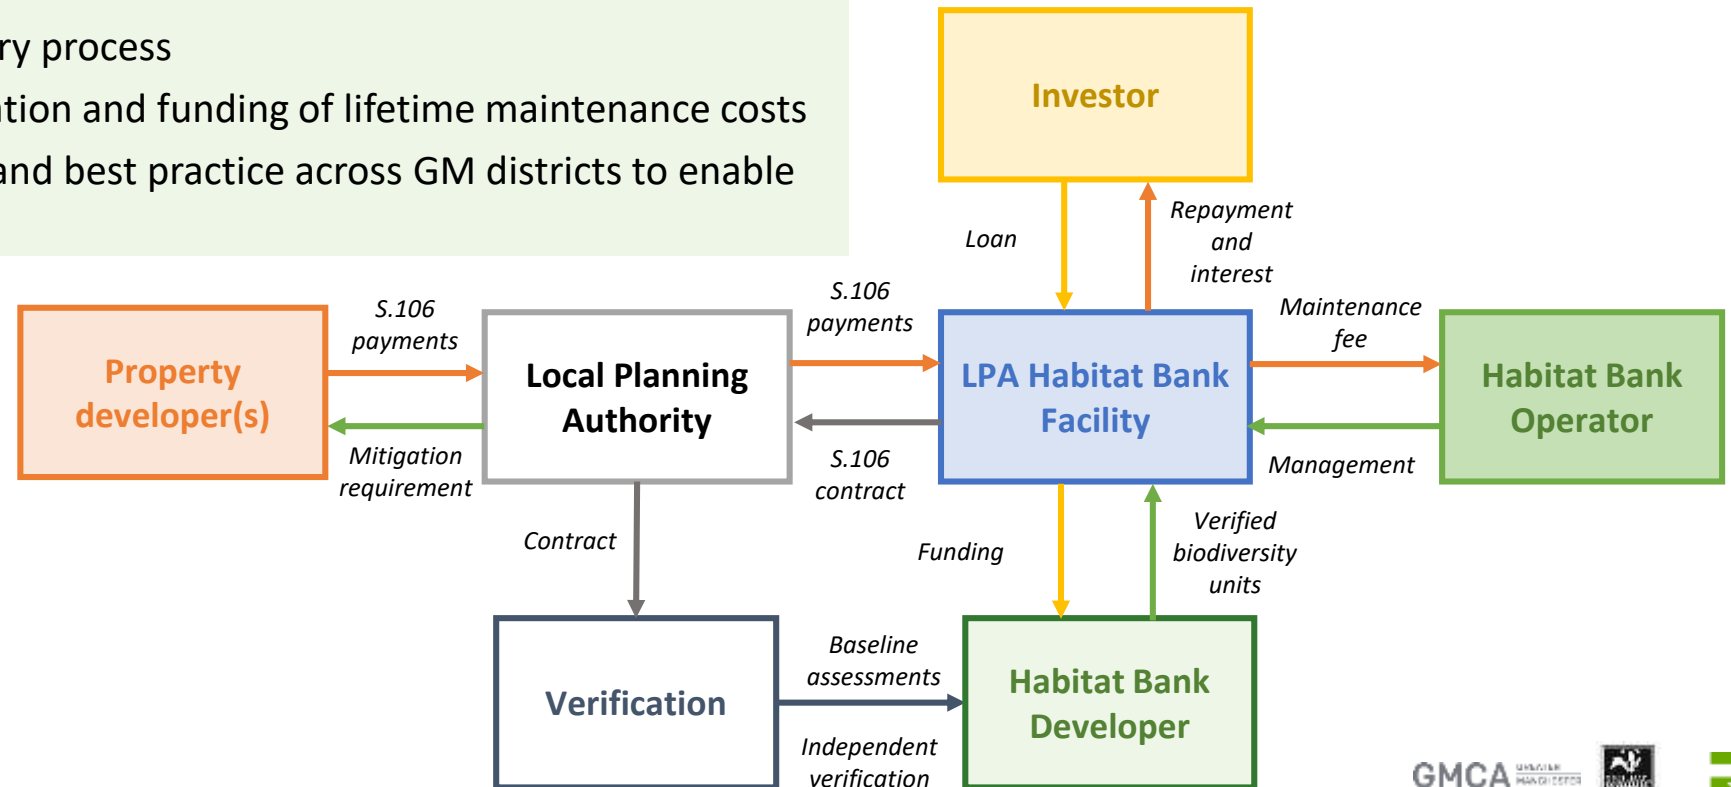 ry process
ation and funding of lifetime maintenance costs
and best practice across GM districts to enable
Investor
Loan
Repayment
and
interest
S.106
payments
S.106
payments
Maintenance
fee
Property
developer(s)
Local Planning
Authority
LPA Habitat Bank
Facility
Habitat Bank
Operator
Mitigation
requirement
S.106
contract
Management
Contract
Funding
Verified
biodiversity
units
Verification
Baseline
assessments
Independent
verification
Habitat Bank
Developer
GMCA GREATER
MANCHESTER